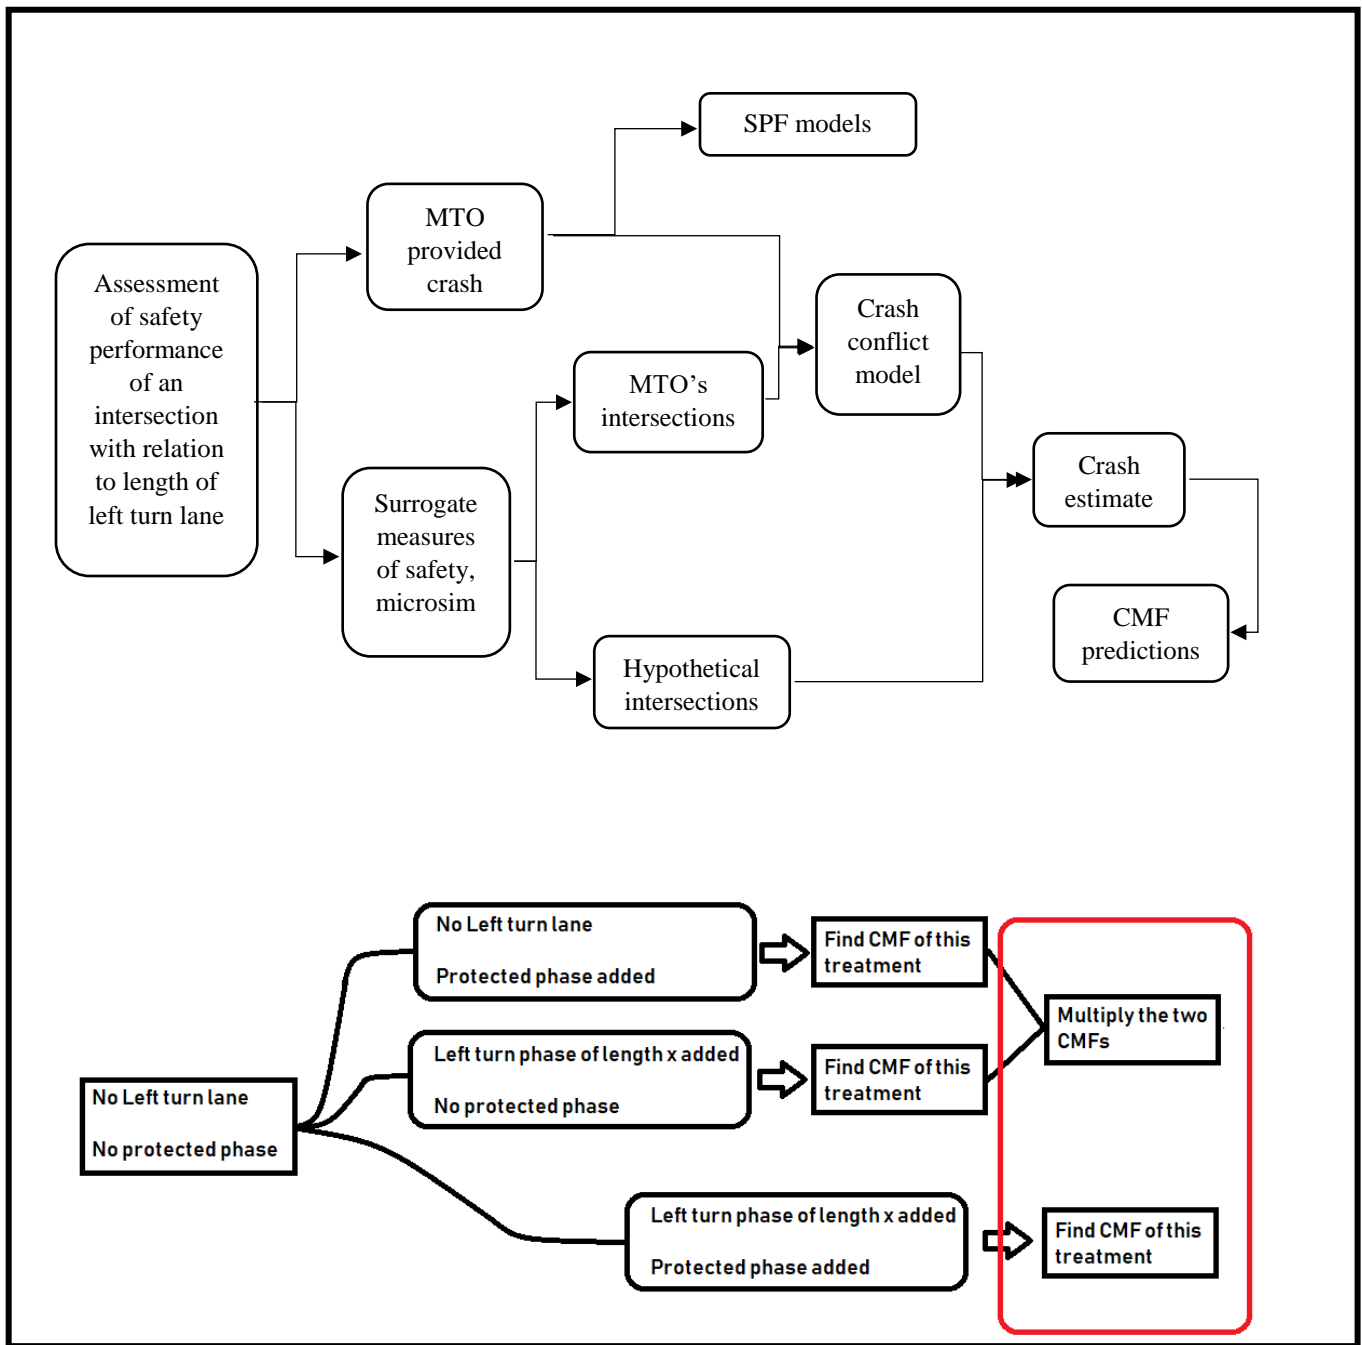 SPF models
MTO
provided
crash
Assessment
of safety
performance
of an
intersection
with relation
to length of
left turn lane
Crash
conflict
model
MTO’s
intersections
Surrogate
measures
of safety,
microsim
Crash
estimate
Hypothetical
intersections
CMF
predictions
No Left turn lane
Protected phase added
Find CMF of this
treatment
Left turn phase of length x added
No protected phase
Find CMF of this
treatment
Multiply the two
CMFs
No Left turn lane
No protected phase
Left turn phase of length x added
Protected phase added
Find CMF of this
treatment